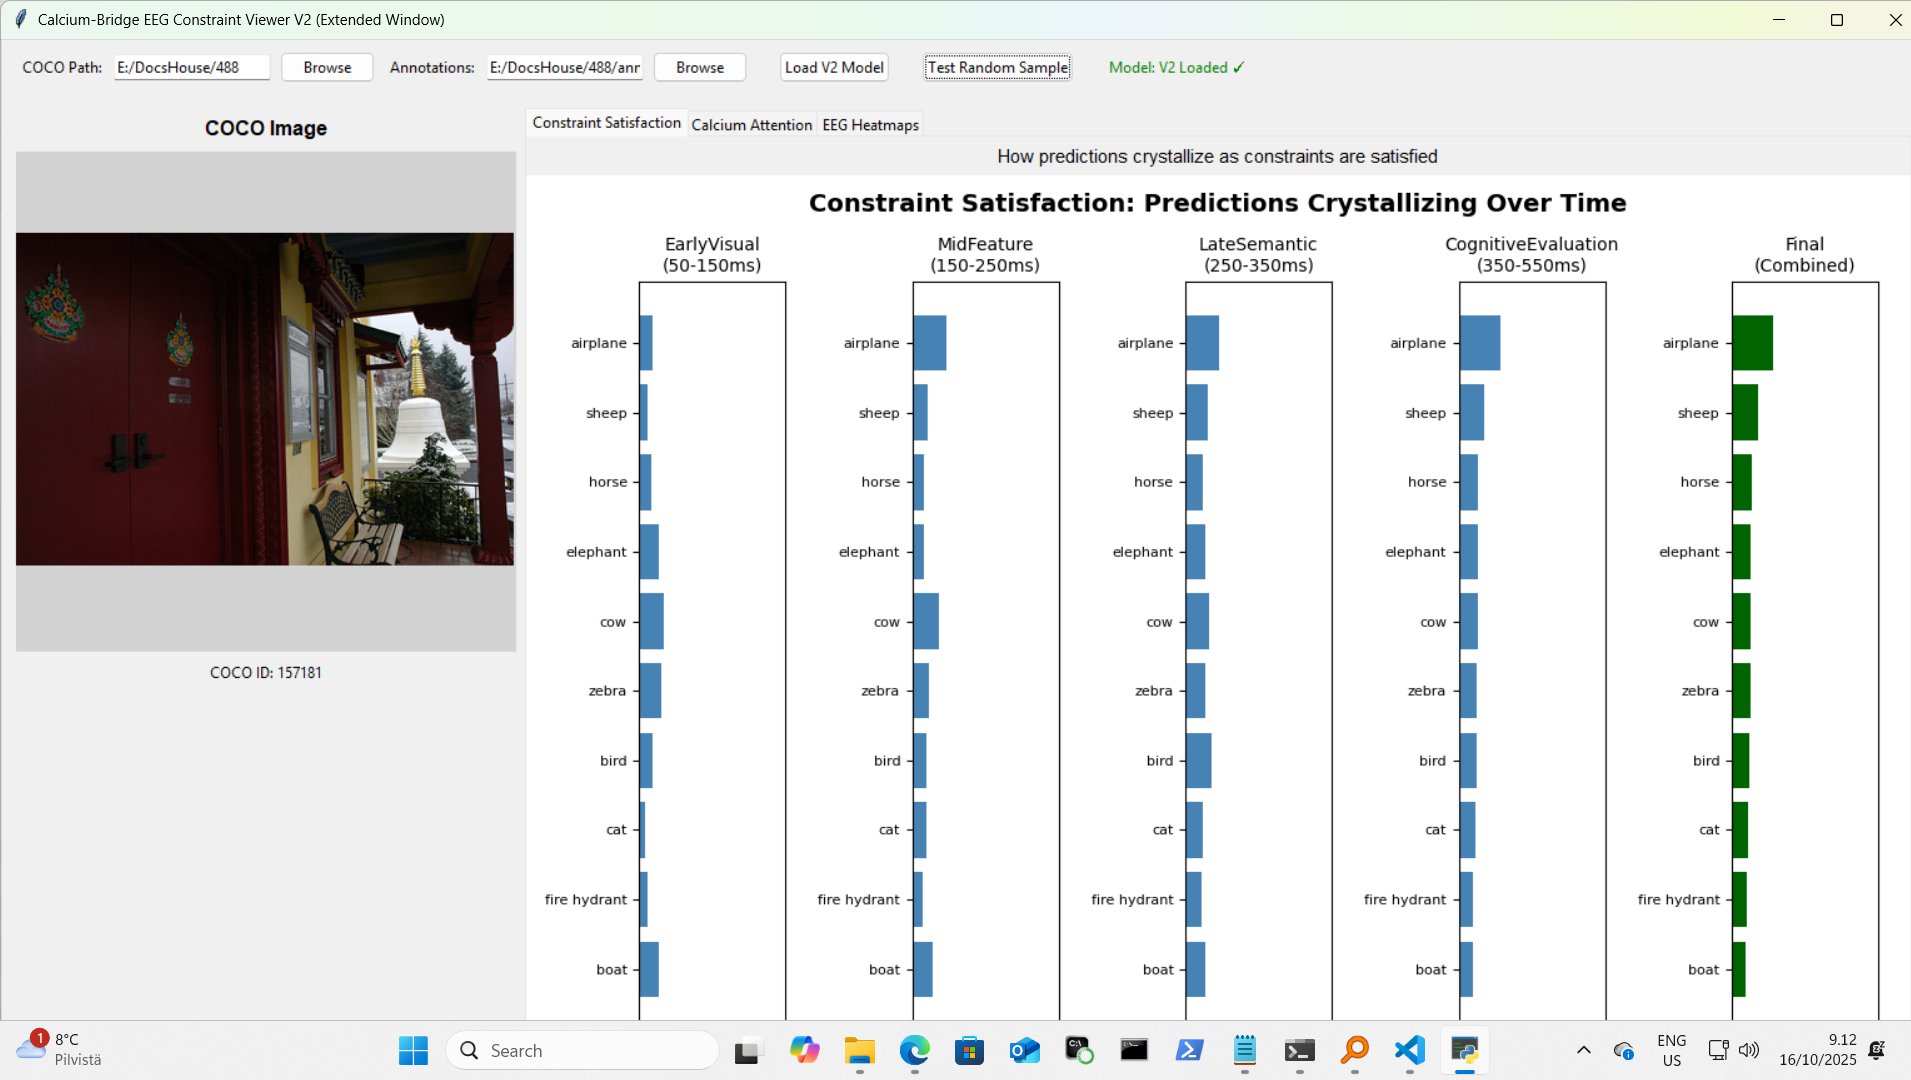 Calcium-Bridge EEG Constraint Viewer V2 (Extended Window)
COCO Path: E:/DocsHouse/488 Browse Annotations: E:/DocsHouse/488/anr Browse Load V2 Model Test Random Sample Model: V2 Loaded ✓
COCO Image
Constraint Satisfaction Calcium Attention EEG Heatmaps
How predictions crystallize as constraints are satisfied
Constraint Satisfaction: Predictions Crystallizing Over Time
EarlyVisual MidFeature LateSemantic CognitiveEvaluation Final
(50-150ms) (150-250ms) (250-350ms) (350-550ms) (Combined)
airplane airplane airplane airplane airplane
sheep sheep sheep sheep sheep
horse horse horse horse horse
elephant elephant elephant elephant elephant
cow cow cow cow cow
zebra zebra zebra zebra zebra
bird bird bird bird bird
cat cat cat cat cat
fire hydrant fire hydrant fire hydrant fire hydrant fire hydrant
boat boat boat boat boat
COCO ID: 157181
1 8°C
Pilvistä
Search
ENG
US
9.12
16/10/2025